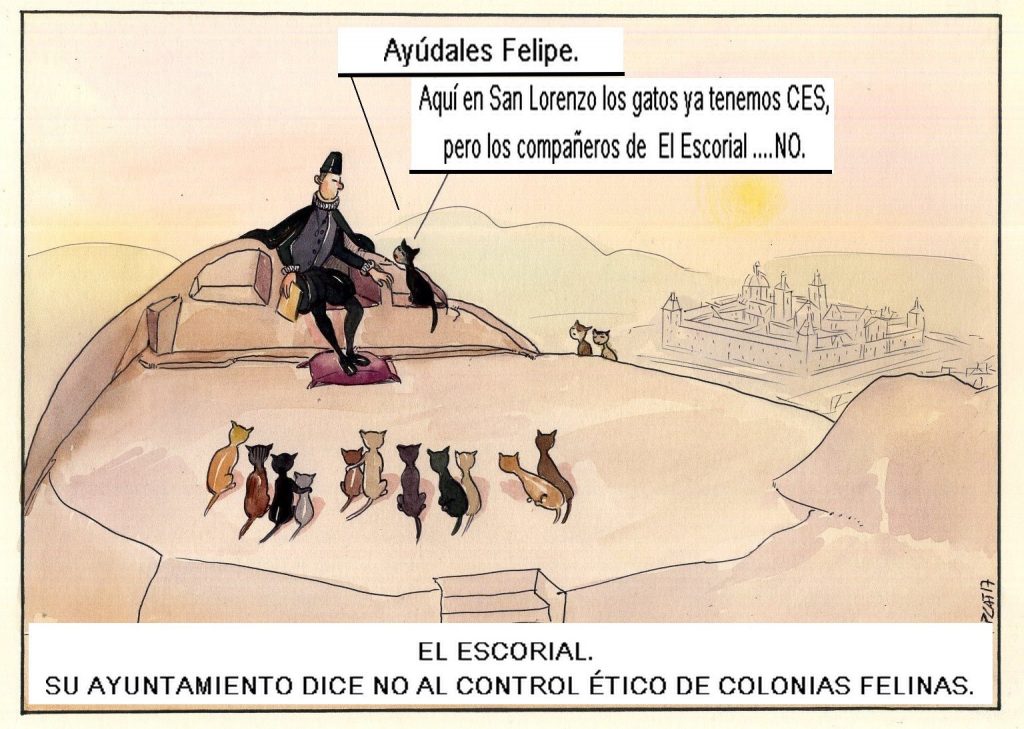 Ayúdales Felipe.
Aquí en San Lorenzo los gatos ya tenemos CES,
pero los compañeros de El Escorial ....NO.
EL ESCORIAL.
SU AYUNTAMIENTO DICE NO AL CONTROL ÉTICO DE COLONIAS FELINAS.